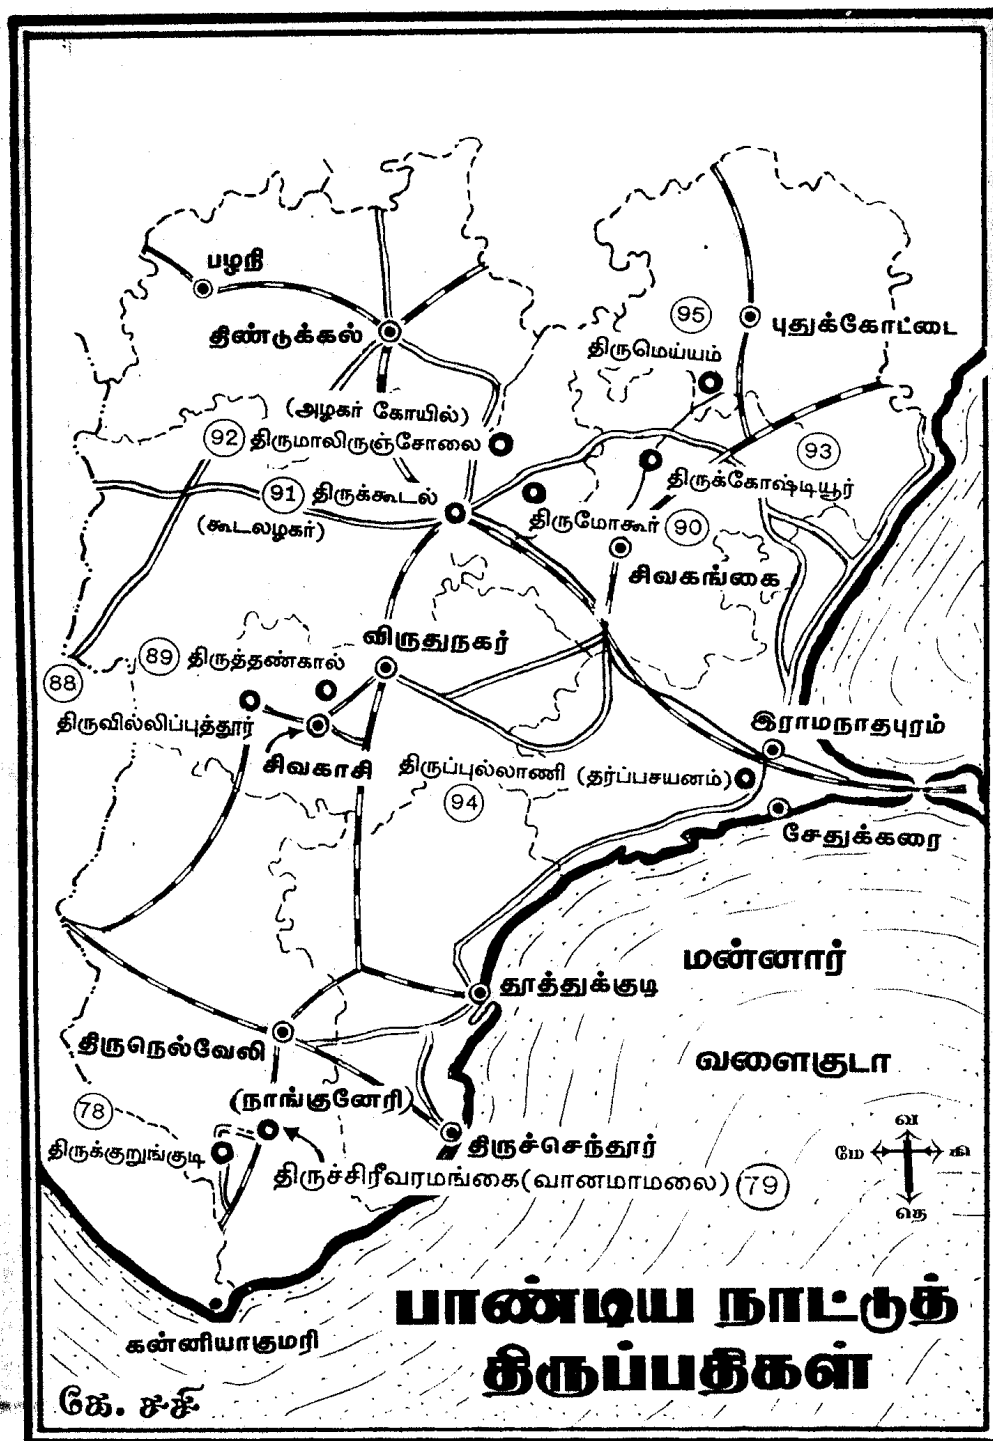 பழநி
திண்டுக்கல்
95
புதுக்கோட்டை
திருமெய்யம்
(அழகர் கோயில்)
92 திருமாலிருஞ்சோலை
93
திருக்கோஷ்டியூர்
91 திருக்கூடல்
(கூடலழகர்)
திருமோகூர் 90
சிவகங்கை
விருதுநகர்
89 திருத்தண்கால்
88
திருவில்லிப்புத்தூர்
சிவகாசி
இராமநாதபுரம்
திருப்புல்லாணி (தர்ப்பசயனம்)
94
சேதுக்கரை
மன்னார்
வளைகுடா
தூத்துக்குடி
திருநெல்வேலி
(நாங்குனேரி)
78
திருக்குறுங்குடி
திருச்செந்தூர்
திருச்சிரீவரமங்கை(வானமாமலை) 79
வ
மே கி
தெ
கன்னியாகுமரி
பாண்டிய நாட்டுத்
திருப்பதிகள்
கே. சசி